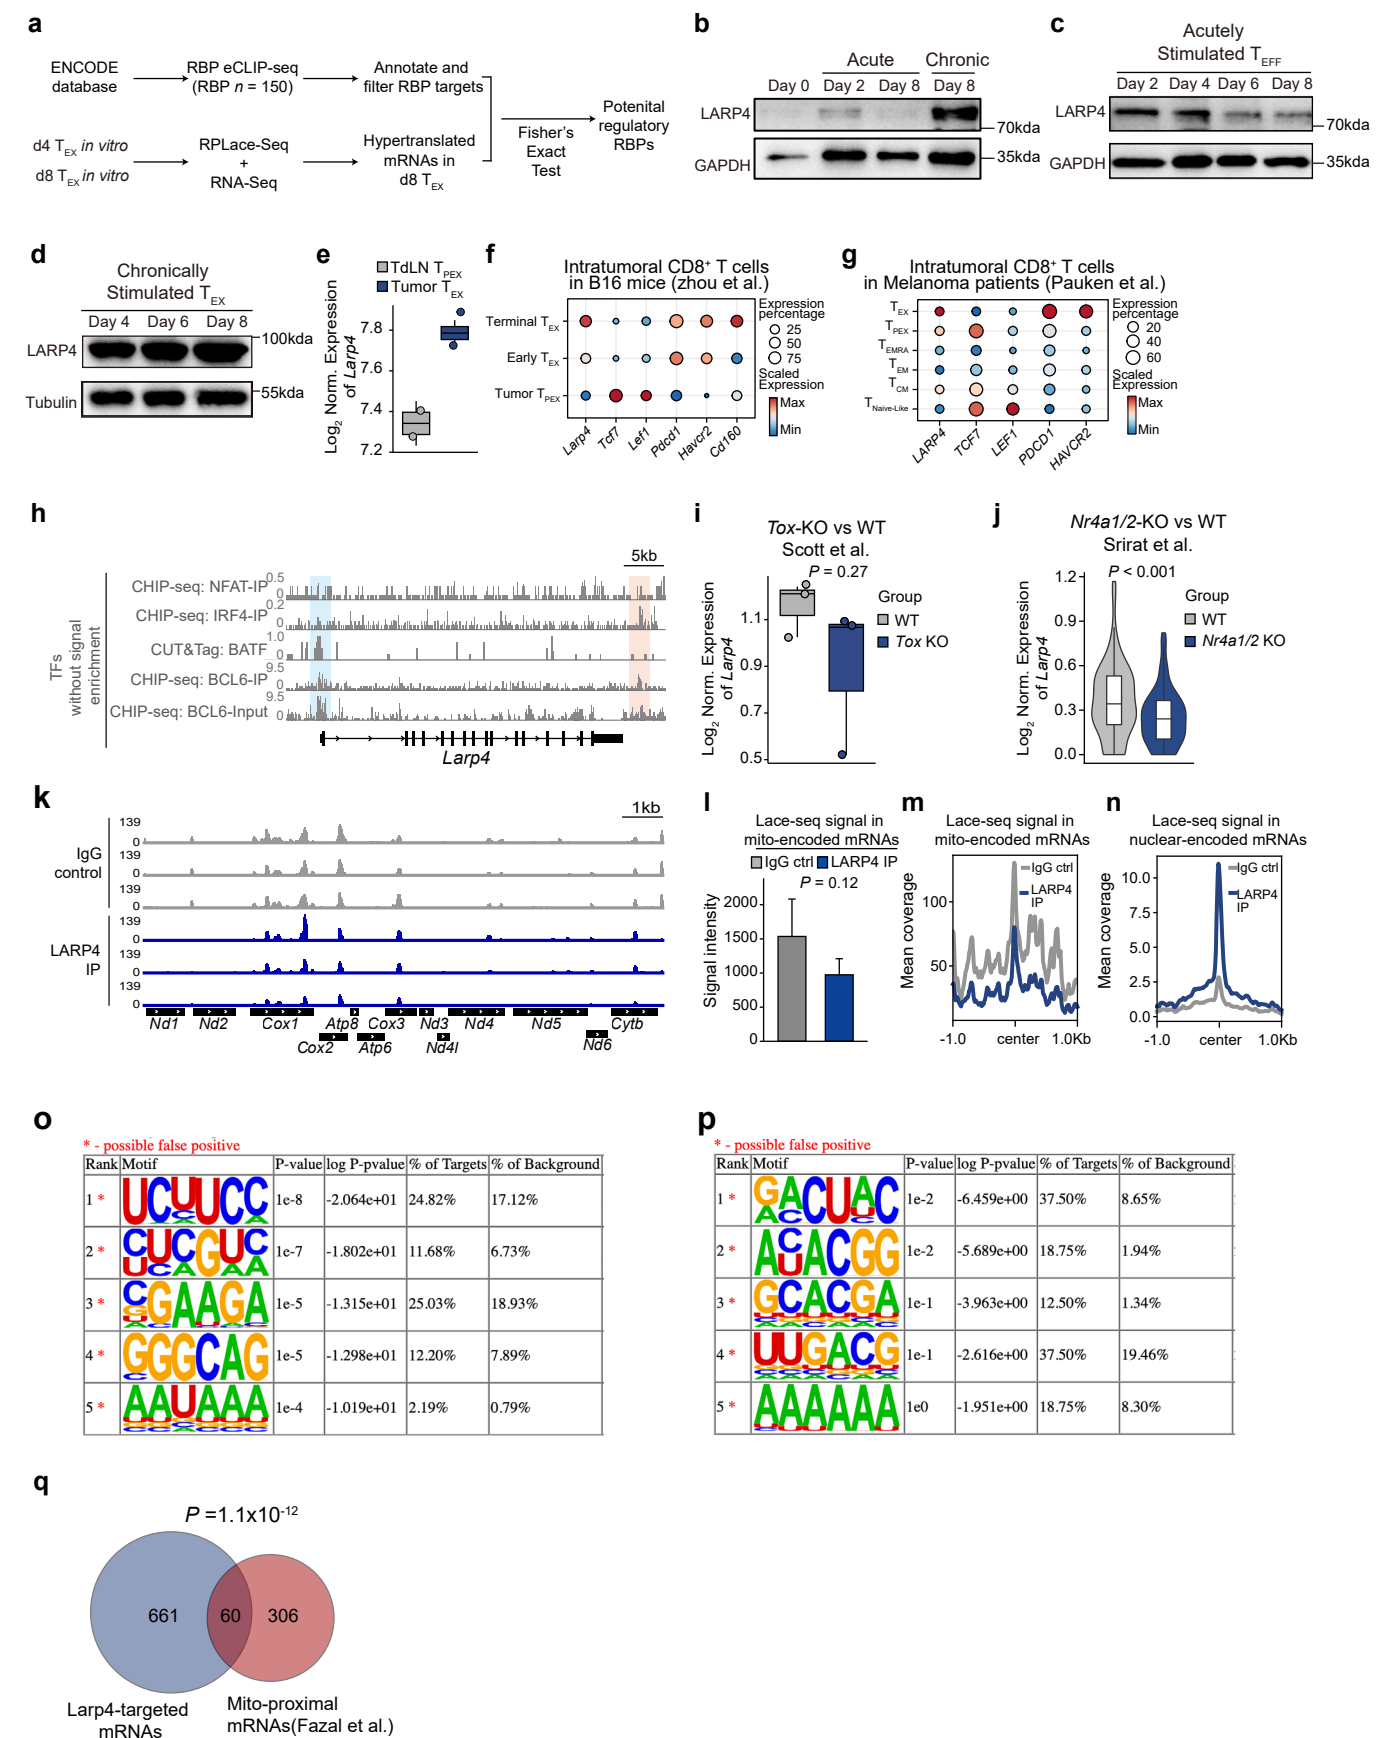 a
ENCODE
database
RBP eCLIP-seq
(RBP n = 150)
Annotate and
filter RBP targets
d4 TEX in vitro
d8 TEX in vitro
RPLace-Seq
+
RNA-Seq
Hypertranslated
mRNAs in
d8 TEX
Fisher's
Exact
Test
Potenital
regulatory
RBPs
b
Acute Chronic
Day 0 Day 2 Day 8 Day 8
LARP4
70kda
GAPDH
35kda
c
Acutely
Stimulated TEFF
Day 2 Day 4 Day 6 Day 8
LARP4
70kda
GAPDH
35kda
d
Chronically
Stimulated TEX
Day 4 Day 6 Day 8
LARP4
100kda
Tubulin
55kda
e
TdLN TPEX
Tumor TEX
Log2 Norm. Expression
of Larp4
7.8
7.6
7.4
7.2
f
Intratumoral CD8+ T cells
in B16 mice (zhou et al.)
Terminal TEX
Early TEX
Tumor TPEX
Larp4 Tcf7 Lef1 Pdcd1 Havcr2 Cd160
Expression
percentage
25
50
75
Scaled
Expression
Max
Min
g
Intratumoral CD8+ T cells
in Melanoma patients (Pauken et al.)
TEX
TPEX
TEMRA
TEM
TCM
TNaive-Like
LARP4 TCF7 LEF1 PDCD1 HAVCR2
Expression
percentage
20
40
60
Scaled
Expression
Max
Min
h
5kb
TFs
without signal
enrichment
CHIP-seq: NFAT-IP 0.5 0
CHIP-seq: IRF4-IP 0.2 0
CUT&Tag: BATF 1.0 0
CHIP-seq: BCL6-IP 9.5 0
CHIP-seq: BCL6-Input 9.5 0
Larp4
i
Tox-KO vs WT
Scott et al.
P = 0.27
Log2 Norm. Expression
of Larp4
1.1
0.9
0.7
0.5
Group
WT
Tox KO
j
Nr4a1/2-KO vs WT
Srirat et al.
P < 0.001
Log2 Norm. Expression
of Larp4
1.2
0.9
0.6
0.3
0.0
Group
WT
Nr4a1/2 KO
k
1kb
IgG
control
139
0
139
0
139
0
LARP4
IP
139
0
139
0
139
0
Nd1 Nd2 Cox1 Atp8 Cox3 Nd3 Nd4 Nd5 Cytb
Cox2 Atp6 Nd4l Nd6
l
Lace-seq signal in
mito-encoded mRNAs
IgG ctrl LARP4 IP
P = 0.12
Signal intensity
2000
1500
1000
500
0
m
Lace-seq signal in
mito-encoded mRNAs
IgG ctrl
LARP4
IP
Mean coverage
100
50
-1.0 center 1.0Kb
n
Lace-seq signal in
nuclear-encoded mRNAs
IgG ctrl
LARP4
IP
Mean coverage
10.0
7.5
5.0
2.5
0.0
-1.0 center 1.0Kb
o
* - possible false positive
Rank Motif P-value log P-pvalue % of Targets % of Background
1 * UCUUCC 1e-8 -2.064e+01 24.82% 17.12%
2 * CUCGUC 1e-7 -1.802e+01 11.68% 6.73%
3 * CGAAGA 1e-5 -1.315e+01 25.03% 18.93%
4 * GGGCAG 1e-5 -1.298e+01 12.20% 7.89%
5 * AAUAAA 1e-4 -1.019e+01 2.19% 0.79%
p
* - possible false positive
Rank Motif P-value log P-pvalue % of Targets % of Background
1 * GACUAC 1e-2 -6.459e+00 37.50% 8.65%
2 * ACACGG 1e-2 -5.689e+00 18.75% 1.94%
3 * GCACGA 1e-1 -3.963e+00 12.50% 1.34%
4 * UUGACG 1e-1 -2.616e+00 37.50% 19.46%
5 * AAAAAA 1e0 -1.951e+00 18.75% 8.30%
q
P =1.1x10-12
661
60
306
Larp4-targeted
mRNAs
Mito-proximal
mRNAs(Fazal et al.)